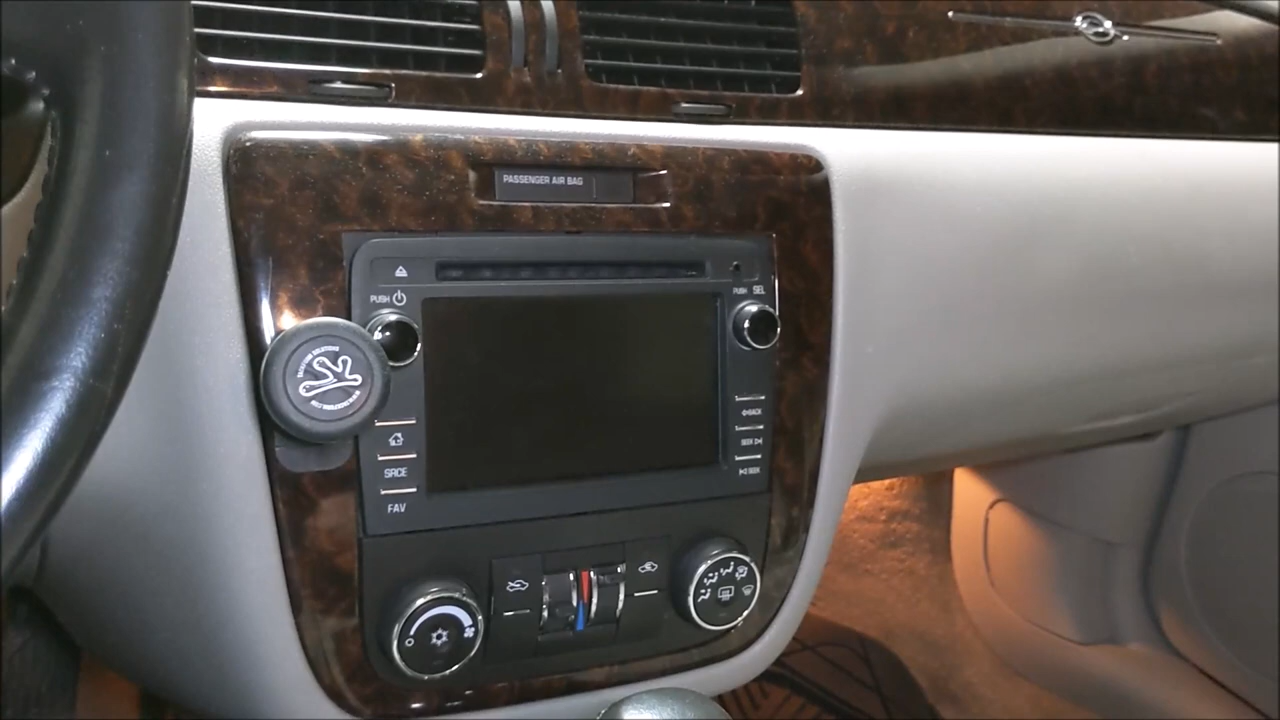 PASSENGER AIR BAG
PUSH
PUSH SEL
BACK
SRCE
SEEK
SEEK
FAV